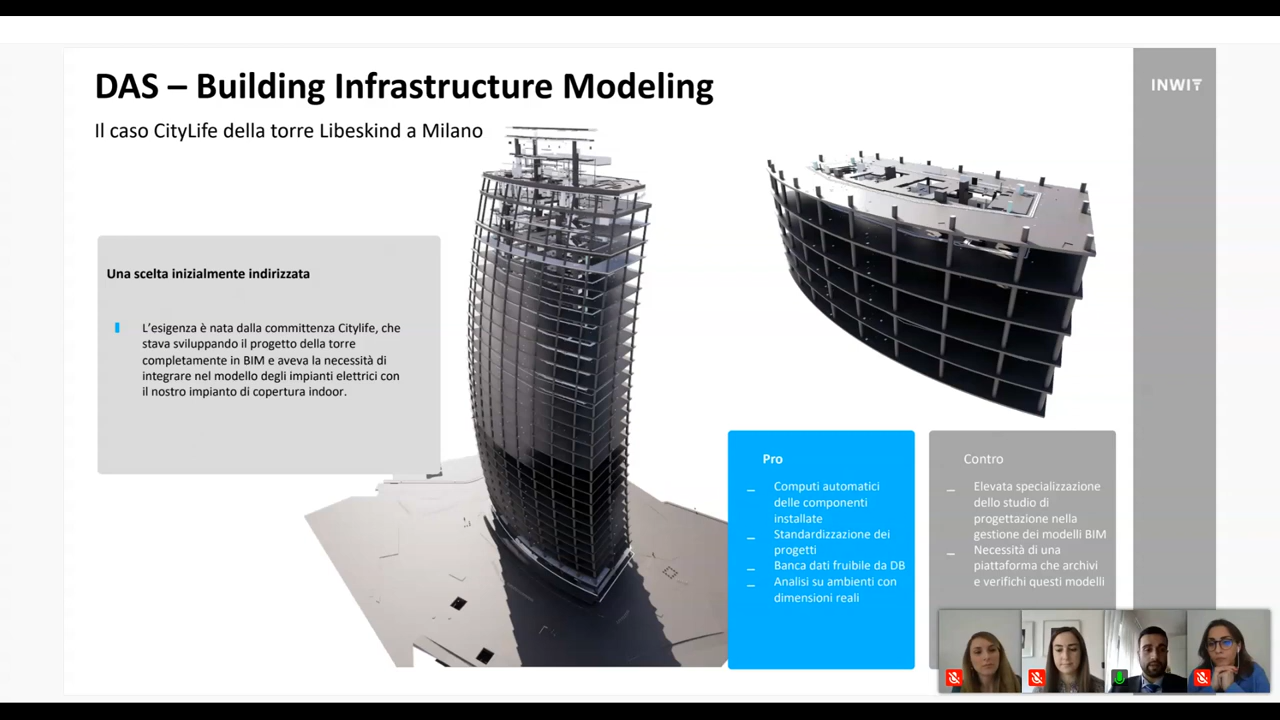 DAS – Building Infrastructure Modeling
INWIT
Il caso CityLife della torre Libeskind a Milano
Una scelta inizialmente indirizzata
L’esigenza è nata dalla committenza Citylife, che
stava sviluppando il progetto della torre
completamente in BIM e aveva la necessità di
integrare nel modello degli impianti elettrici con
il nostro impianto di copertura indoor.
Pro
_ Computi automatici
delle componenti
installate
_ Standardizzazione dei
progetti
_ Banca dati fruibile da DB
_ Analisi su ambienti con
dimensioni reali
Contro
_ Elevata specializzazione
dello studio di
progettazione nella
gestione dei modelli BIM
_ Necessità di una
piattaforma che archivi
e verifichi questi modelli